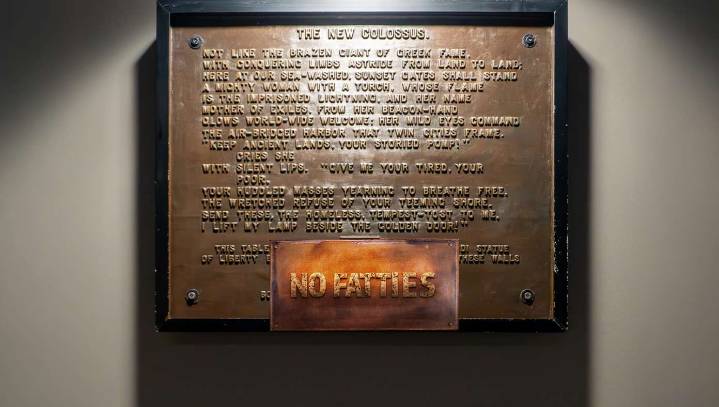 THE NEW COLOSSUS.
NOT LIKE THE BRAZEN GIANT OF GREEK FAME,
WITH CONQUERING LIMBS ASTRIDE FROM LAND TO LAND;
HERE AT OUR SEA-WASHED, SUNSET GATES SHALL STAND
A MIGHTY WOMAN WITH A TORCH, WHOSE FLAME
IS THE IMPRISONED LIGHTNING, AND HER NAME
MOTHER OF EXILES. FROM HER BEACON-HAND
GLOWS WORLD-WIDE WELCOME; HER MILD EYES COMMAND
THE AIR-BRIDGED HARBOR THAT TWIN CITIES FRAME.
"KEEP ANCIENT LANDS, YOUR STORIED POMP!"
CRIES SHE
WITH SILENT LIPS. "GIVE ME YOUR TIRED, YOUR
POOR,
YOUR HUDDLED MASSES YEARNING TO BREATHE FREE,
THE WRETCHED REFUSE OF YOUR TEEMING SHORE.
SEND THESE, THE HOMELESS, TEMPEST-TOST TO ME,
I LIFT MY LAMP BESIDE THE GOLDEN DOOR!"
THIS TABLE DI STATUE
OF LIBERTY THESE WALLS
NO FATTIES